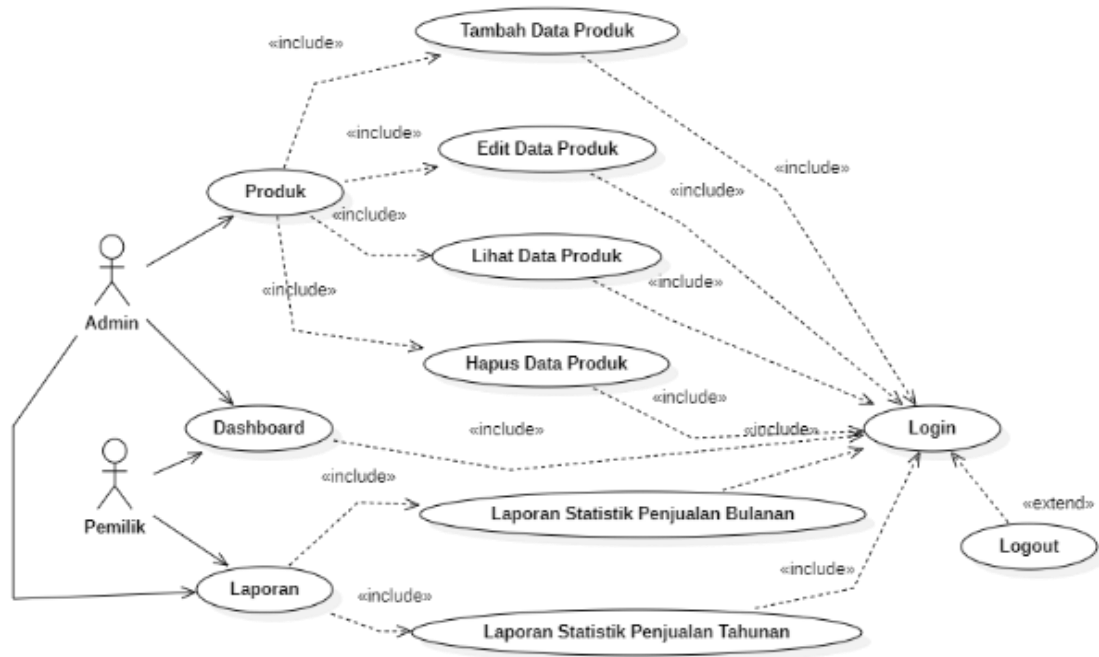 Tambah Data Produk
«include»
«include»
«include»
Edit Data Produk
«include»
Produk
«include»
«include»
Lihat Data Produk
«include»
«include»
Admin
Hapus Data Produk
«include»
Dashboard
«include»
«include»
Login
«include»
Pemilik
Laporan Statistik Penjualan Bulanan
«extend»
Logout
«include»
Laporan
«include»
Laporan Statistik Penjualan Tahunan